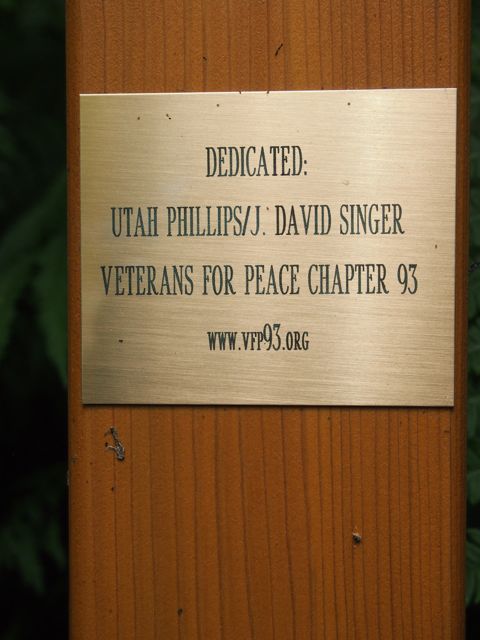 DEDICATED:
UTAH PHILLIPS/J. DAVID SINGER
VETERANS FOR PEACE CHAPTER 93
WWW.VFP93.ORG